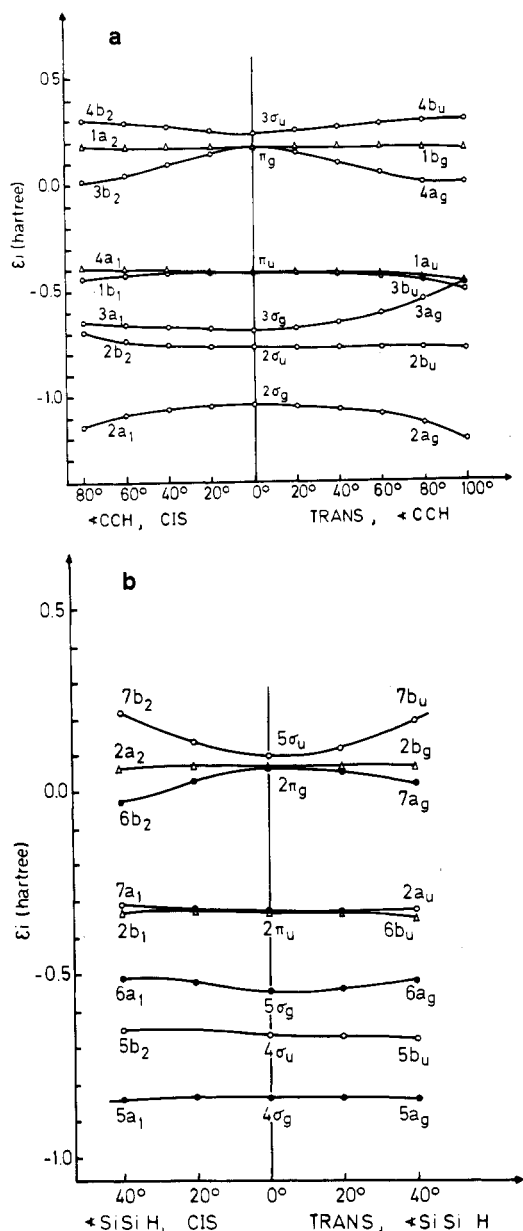 a
εi (hartree)
0.5
0.0
-0.5
-1.0
4b2
1a2
3b2
3σu
πg
4bu
1bg
4ag
4a1
1b1
3a1
2b2
2a1
πu
3σg
2σu
2σg
1au
3bu
3ag
2bu
2ag
80° 60° 40° 20° 0° 20° 40° 60° 80° 100°
∢CCH, CIS TRANS, ∢CCH
b
εi (hartree)
0.5
0.0
-0.5
-1.0
7b2
2a2
6b2
5σu
2πg
7bu
2bg
7ag
7a1
2b1
6a1
5b2
5a1
2πu
5σg
4σu
4σg
2au
6bu
6ag
5bu
5ag
40° 20° 0° 20° 40°
∢SiSiH, CIS TRANS, ∢SiSiH